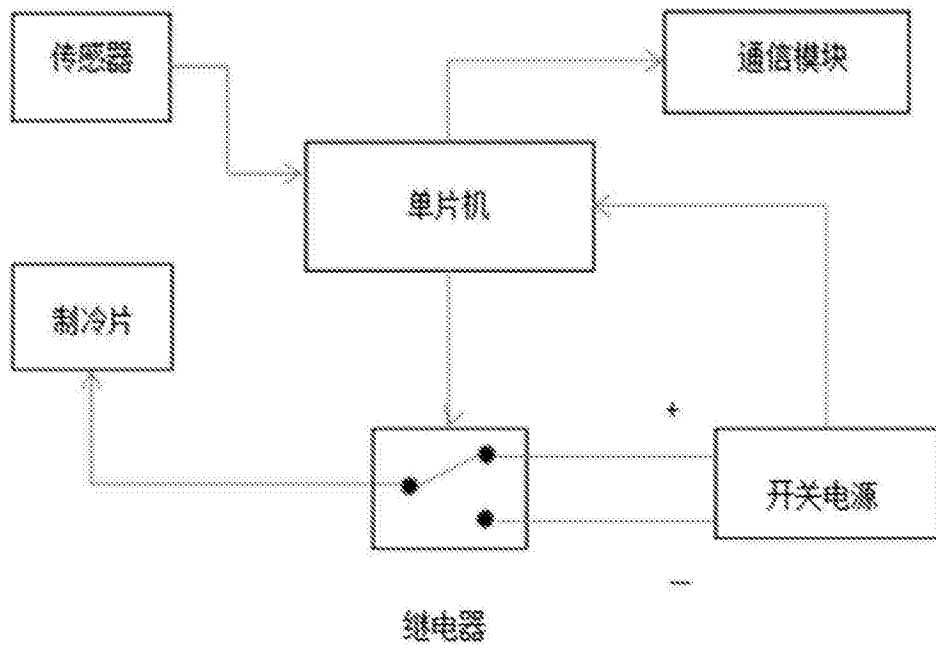 传感器
通信模块
单片机
制冷片
+
开关电源
—
继电器